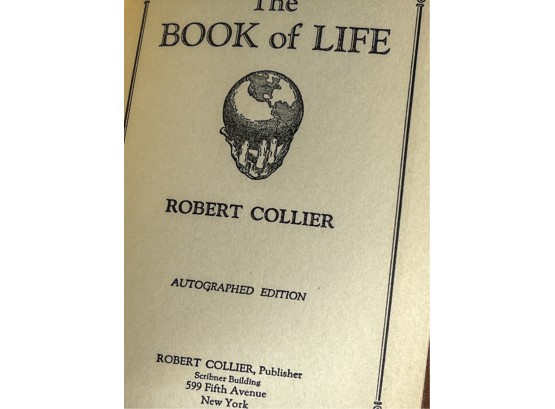 The
BOOK of LIFE
ROBERT COLLIER
AUTOGRAPHED EDITION
ROBERT COLLIER, Publisher
Scribner Building
599 Fifth Avenue
New York